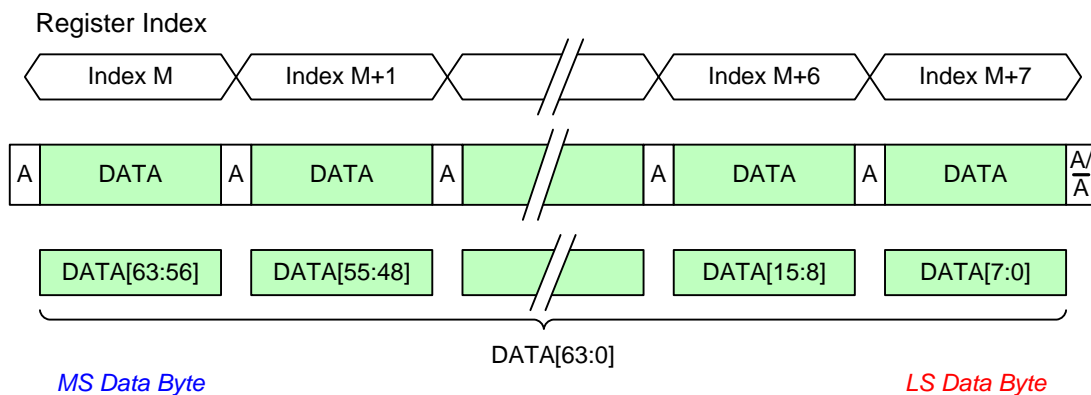 Register Index
Index M Index M+1 Index M+6 Index M+7
A DATA A DATA A A DATA A DATA A/
A
DATA[63:56] DATA[55:48] DATA[15:8] DATA[7:0]
DATA[63:0]
MS Data Byte LS Data Byte